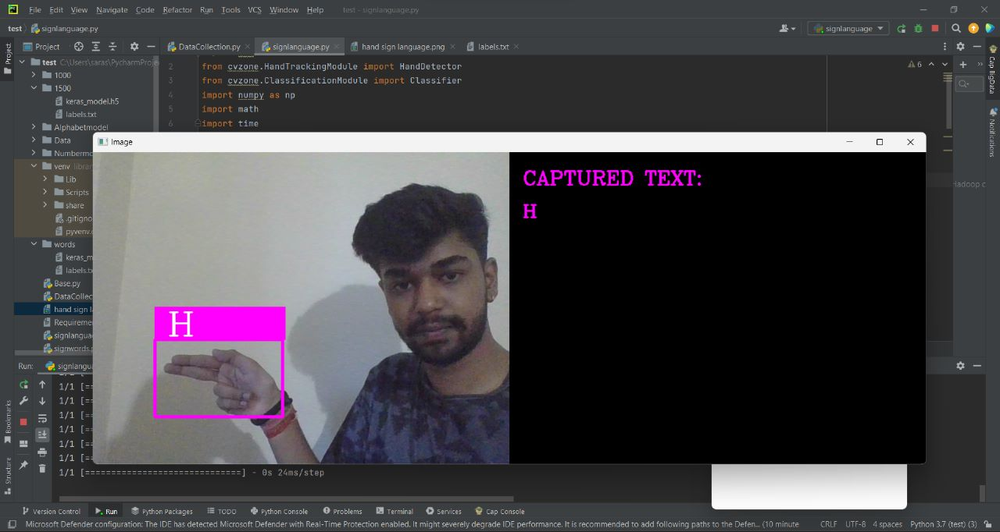 File Edit View Navigate Code Refactor Run Tools VCS Window Help test - signlanguage.py
test signlanguage.py signlanguage
Project DataCollection.py signlanguage.py hand sign language.png labels.txt
Project
test C:\Users\saras\PycharmProje
1000
1500
keras_model.h5
labels.txt
Alphabetmodel
Data
Numbermo
venv librar
Lib
Scripts
share
.gitigno
pyvenv.c
words
keras_m
labels.tx
Base.py
DataCollec
hand sign la
Requireme
signlangua
signwords.p
2 from cvzone.HandTrackingModule import HandDetector
3 from cvzone.ClassificationModule import Classifier
4 import numpy as np
5 import math
6 import time
6
Cap BigData
Notifications
Hadoop c
Image
H
CAPTURED TEXT:
H
Run: signlangua
1/1 [==
1/1 [==
1/1 [==
1/1 [==
1/1 [==
1/1 [==
1/1 [==============================] - 0s 24ms/step
Bookmarks
Structure
Version Control Run Python Packages TODO Python Console Problems Terminal Services Cap Console
Microsoft Defender configuration: The IDE has detected Microsoft Defender with Real-Time Protection enabled. It might severely degrade IDE performance. It is recommended to add following paths to the Defen... (10 minute CRLF UTF-8 4 spaces Python 3.7 (test) (3)